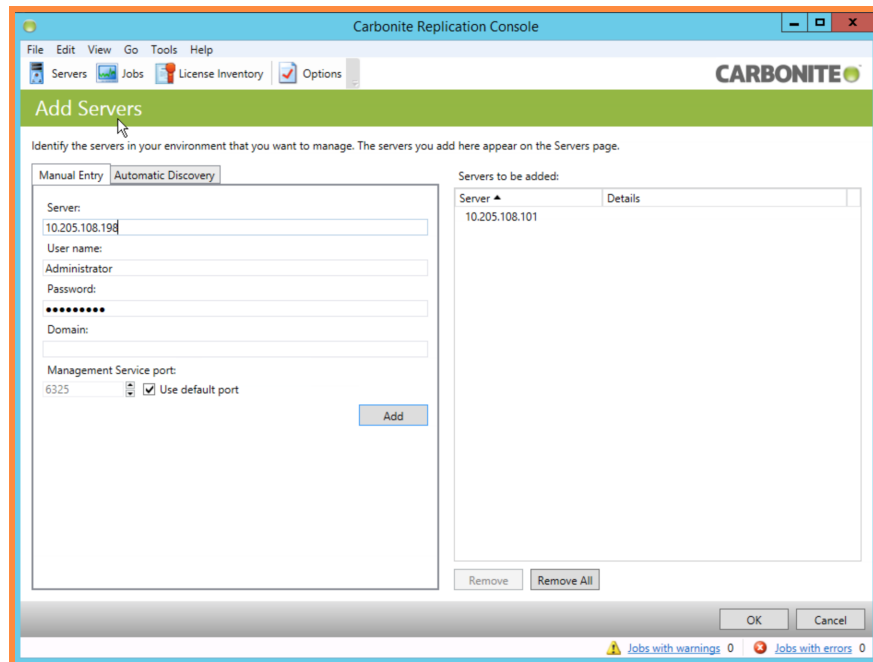 Carbonite Replication Console
File Edit View Go Tools Help
Servers Jobs License Inventory Options
CARBONITE
Add Servers
Identify the servers in your environment that you want to manage. The servers you add here appear on the Servers page.
Manual Entry Automatic Discovery
Server:
10.205.108.198
User name:
Administrator
Password:
•••••••••
Domain:
Management Service port:
6325 Use default port
Add
Servers to be added:
Server Details
10.205.108.101
Remove Remove All
OK Cancel
Jobs with warnings 0 Jobs with errors 0